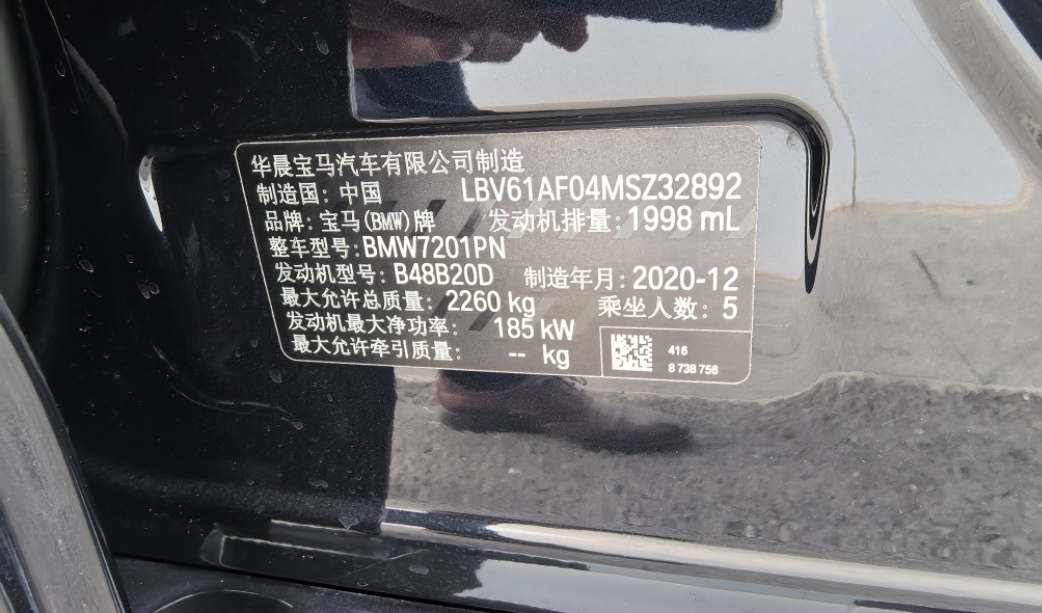 华晨宝马汽车有限公司制造
制造国：中国 LBV61AF04MSZ32892
品牌：宝马(BMW)牌 发动机排量：1998 mL
整车型号：BMW7201PN
发动机型号：B48B20D 制造年月：2020-12
最大允许总质量：2260 kg 乘坐人数：5
发动机最大净功率： 185 kW
最大允许牵引质量： -- kg
416
8 738 756